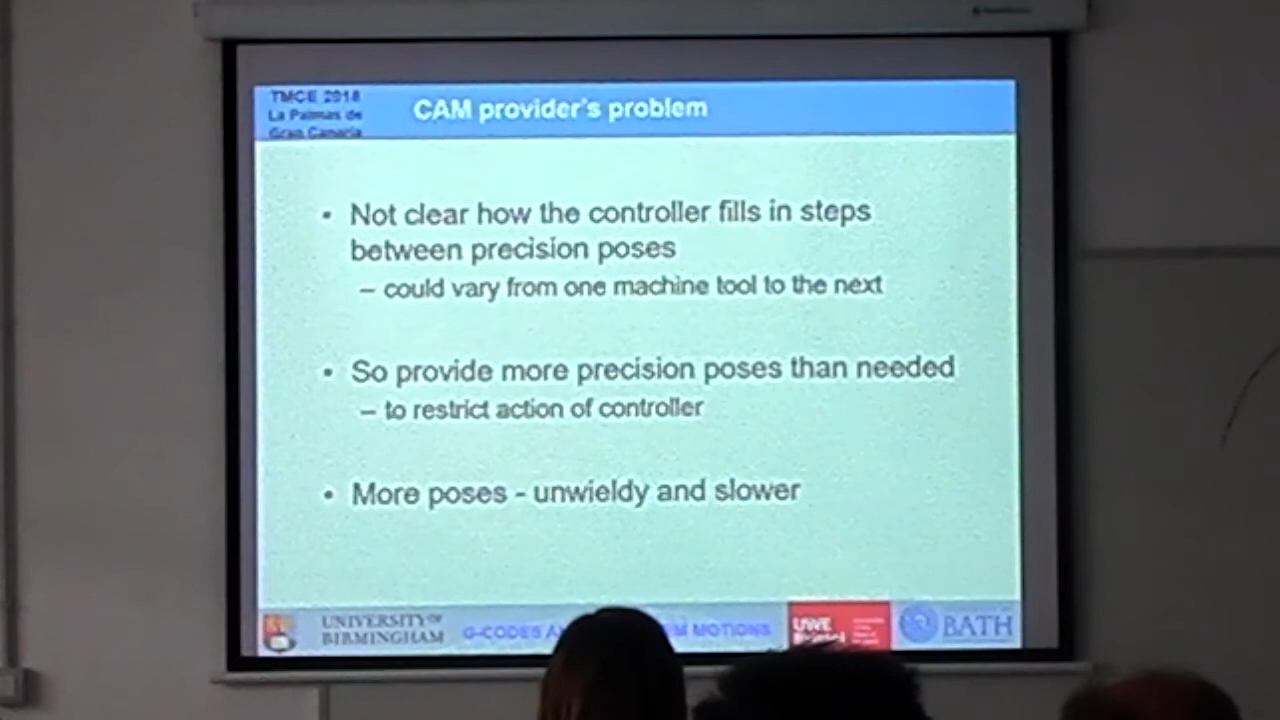 TMCE 2018
La Palmas de
Gran Canaria
CAM provider's problem
• Not clear how the controller fills in steps
between precision poses
– could vary from one machine tool to the next
• So provide more precision poses than needed
– to restrict action of controller
• More poses - unwieldy and slower
UNIVERSITY OF
BIRMINGHAM
G-CODES
MOTIONS
UWE
Bristol
BATH